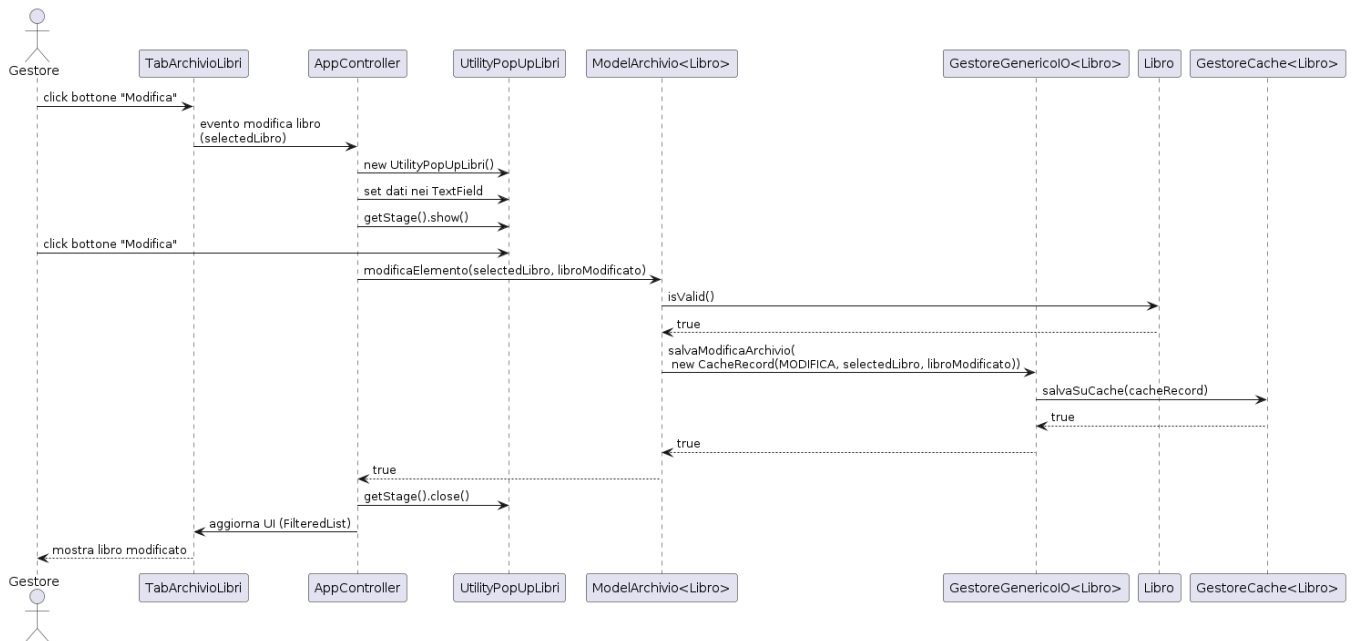 Gestore
TabArchivioLibri
AppController
UtilityPopUpLibri
ModelArchivio<Libro>
GestoreGenericoIO<Libro>
Libro
GestoreCache<Libro>
click bottone "Modifica"
evento modifica libro
(selectedLibro)
new UtilityPopUpLibri()
set dati nei TextField
getStage().show()
click bottone "Modifica"
modificaElemento(selectedLibro, libroModificato)
isValid()
true
salvaModificaArchivio(
new CacheRecord(MODIFICA, selectedLibro, libroModificato))
salvaSuCache(cacheRecord)
true
true
true
getStage().close()
aggiorna UI (FilteredList)
mostra libro modificato
Gestore
TabArchivioLibri
AppController
UtilityPopUpLibri
ModelArchivio<Libro>
GestoreGenericoIO<Libro>
Libro
GestoreCache<Libro>